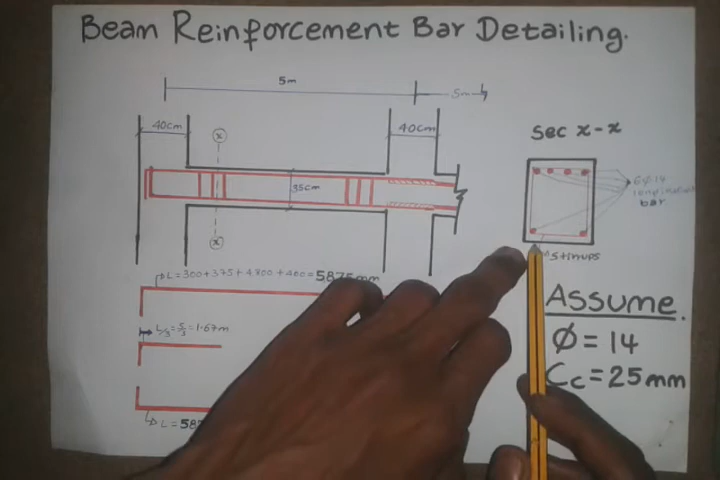 Beam Reinforcement Bar Detailing.
5m
5m
40cm
40cm
Sec x-x
x
35cm
6Φ14
longitudinal
bar
x
stirrups
L=300+375+4800+400=5875mm
Assume.
L/3=5/3=1.67m
Φ=14
Cc=25mm
L=587